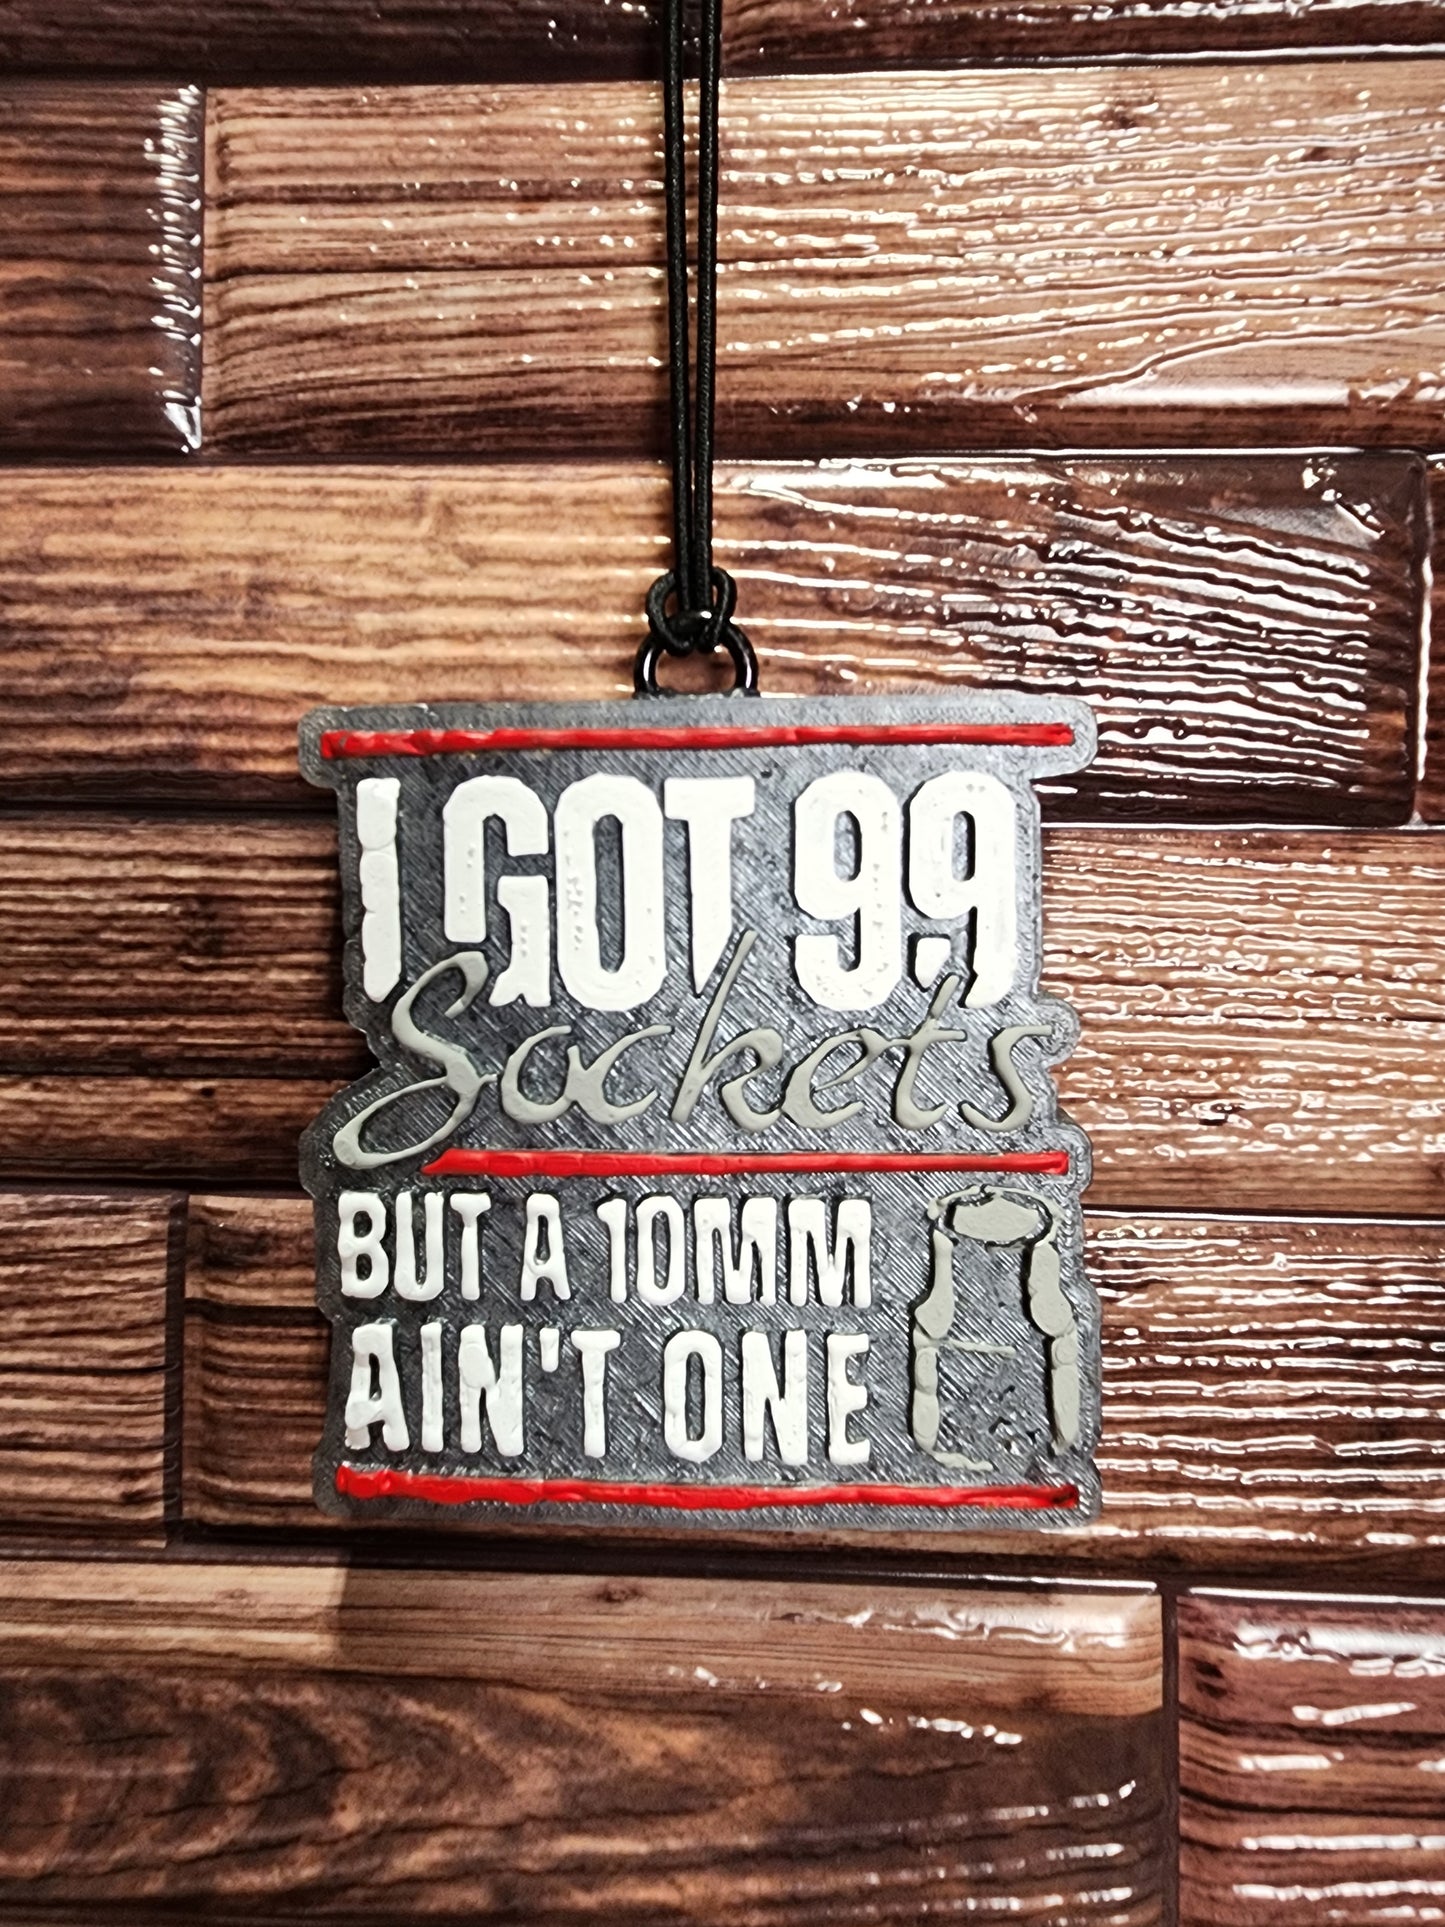 I GOT 99
Sockets
BUT A 10MM
AIN'T ONE